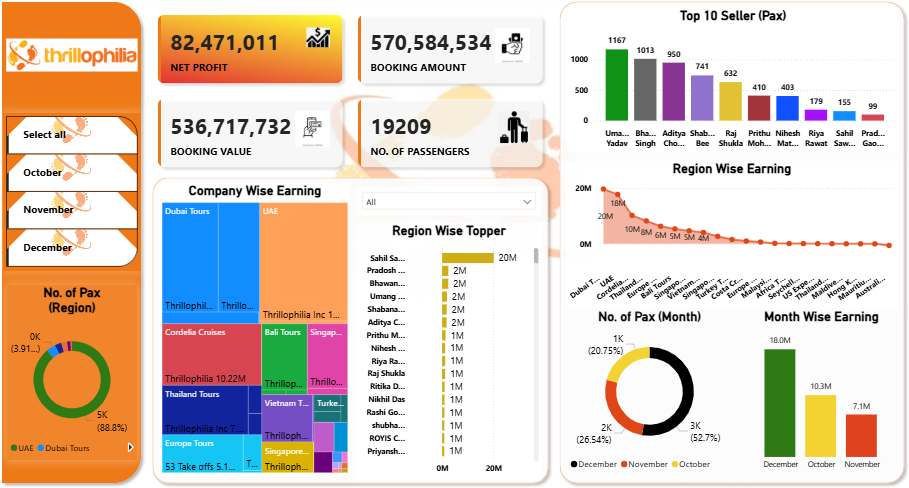 thrillophilia
Select all
October
November
December
No. of Pax
(Region)
0K
(3.91...)
5K
(88.8%)
UAE
Dubai Tours
82,471,011
NET PROFIT
570,584,534
BOOKING AMOUNT
536,717,732
BOOKING VALUE
19209
NO. OF PASSENGERS
Company Wise Earning
Dubai Tours
UAE
Thrillophil...
Thrillo...
Thrillophilia Inc 1...
Cordelia Cruises
Bali Tours
Singap...
Thrillophilia 10.22M
Thrillop...
Thrillo...
Thailand Tours
Vietnam T...
Turke...
Thrillophilia Inc 7....
Thrilloph...
Europe Tours
Singapore...
53 Take offs 5.1...
T...
Thrilloph...
All
Region Wise Topper
Sahil Sa...
20M
Pradosh ...
2M
Bhawan...
2M
Umang ...
2M
Shabana...
2M
Aditya C...
2M
Prithu M...
1M
Nihesh ...
1M
Riya Ra...
1M
Raj Shukla
1M
Ritika D...
1M
Nikhil Das
1M
Rashi Go...
1M
shubha...
1M
ROVIS C...
1M
Priyansh...
1M
0M
20M
Top 10 Seller (Pax)
1000
500
0
1167
1013
950
741
632
410
403
179
155
99
Uma... Yadav
Bha... Singh
Aditya Cho...
Shab... Bee
Raj Shukla
Prithu Moh...
Nihesh Mat...
Riya Rawat
Sahil Saw...
Prad... Gao...
Region Wise Earning
20M
0M
20M
18M
10M
8M
6M
5M
5M
4M
Dubai T...
UAE
Cordelia...
Thailand...
Europe ...
Bali Tours
Singapo...
Vietnam...
Singapo...
Turkey T...
Costa Cr...
Europe ...
Malaysi...
Africa T...
Seychell...
US Expe...
Thailand...
Maldive...
Hong K...
Mauritiu...
Australi...
No. of Pax (Month)
1K
(20.75%)
2K
(26.54%)
3K
(52.7%)
December
November
October
Month Wise Earning
18.0M
10.3M
7.1M
December
October
November